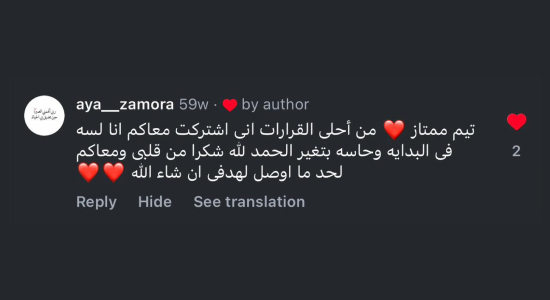 aya__zamora 59w · ❤️ by author
تيم ممتاز ❤️ من أحلى القرارات انى اشتركت معاكم انا لسه
فى البدايه وحاسه بتغير الحمد لله شكرا من قلبى ومعاكم
لحد ما اوصل لهدفى ان شاء الله ❤️❤️
2
Reply Hide See translation